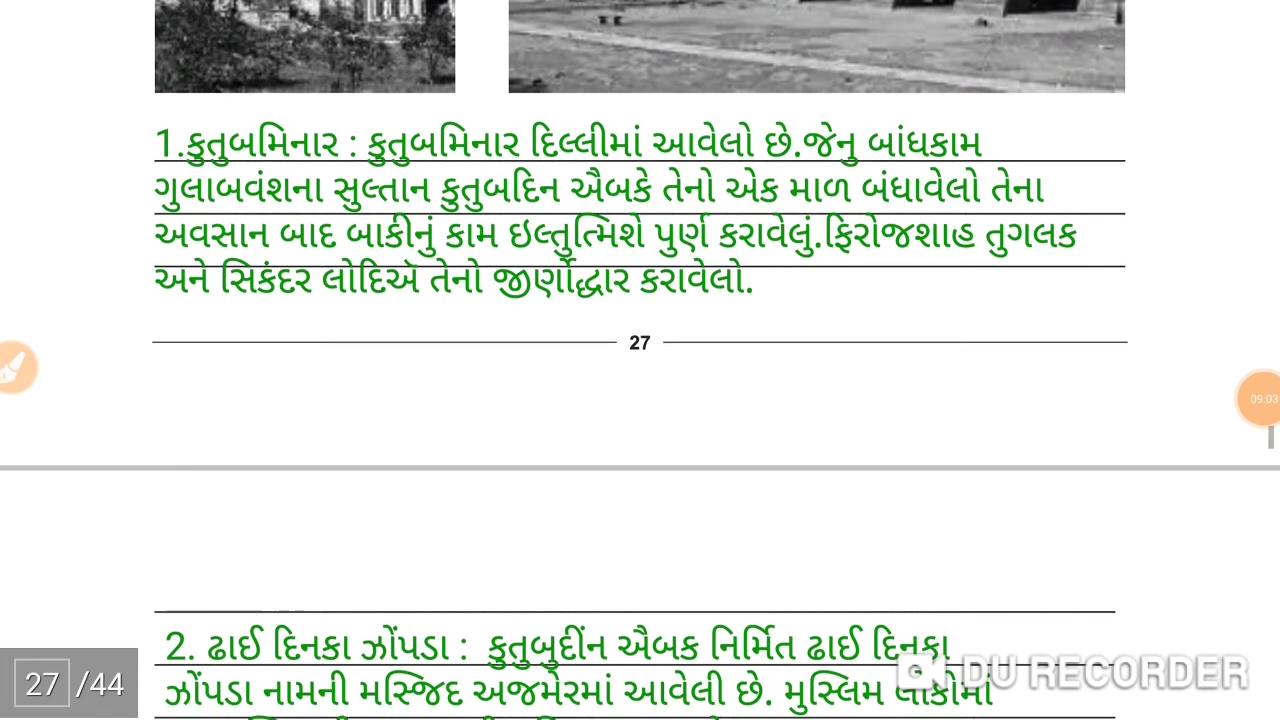 1.કુતુબમિનાર : કુતુબમિનાર દિલ્લીમાં આવેલો છે.જેનુ બાંધકામ
ગુલાબવંશના સુલ્તાન કુતુબદિન ઐબકે તેનો એક માળ બંધાવેલો તેના
અવસાન બાદ બાકીનું કામ ઇલ્તુત્મિશે પુર્ણ કરાવેલું.ફિરોજશાહ તુગલક
અને સિકંદર લોદિએ તેનો જીર્ણોદ્ધાર કરાવેલો.
27
09:03
2. ઢાઈ દિનકા ઝોંપડા : કુતુબુદીંન ઐબક નિર્મિત ઢાઈ દિનકા
ઝોંપડા નામની મસ્જિદ અજમેરમાં આવેલી છે. મુસ્લિમ લોકોમાં
27 /44
DU RECORDER